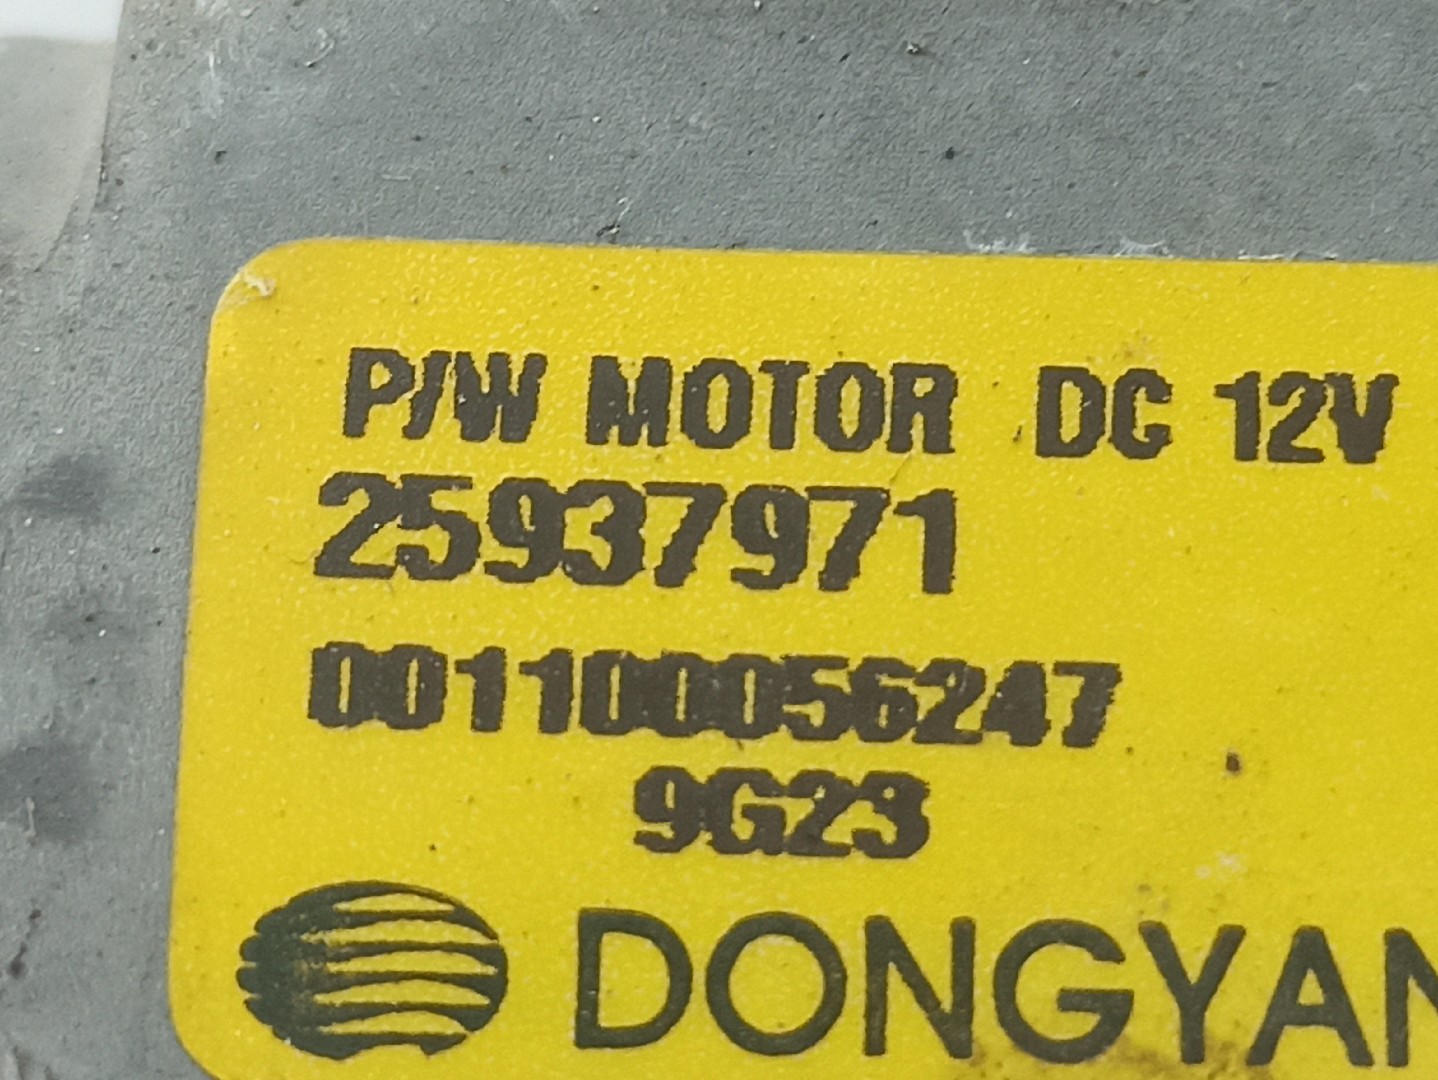 P/W MOTOR DC 12V
25937971
001100056247
9G23
DONGYAN